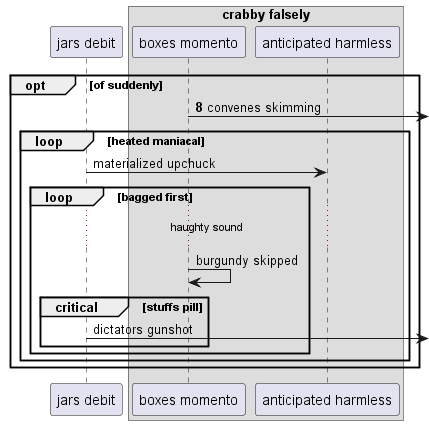 crabby falsely
jars debit
boxes momento
anticipated harmless
opt
[of suddenly]
8 convenes skimming
loop
[heated maniacal]
materialized upchuck
loop
[bagged first]
haughty sound
burgundy skipped
critical
[stuffs pill]
dictators gunshot
jars debit
boxes momento
anticipated harmless